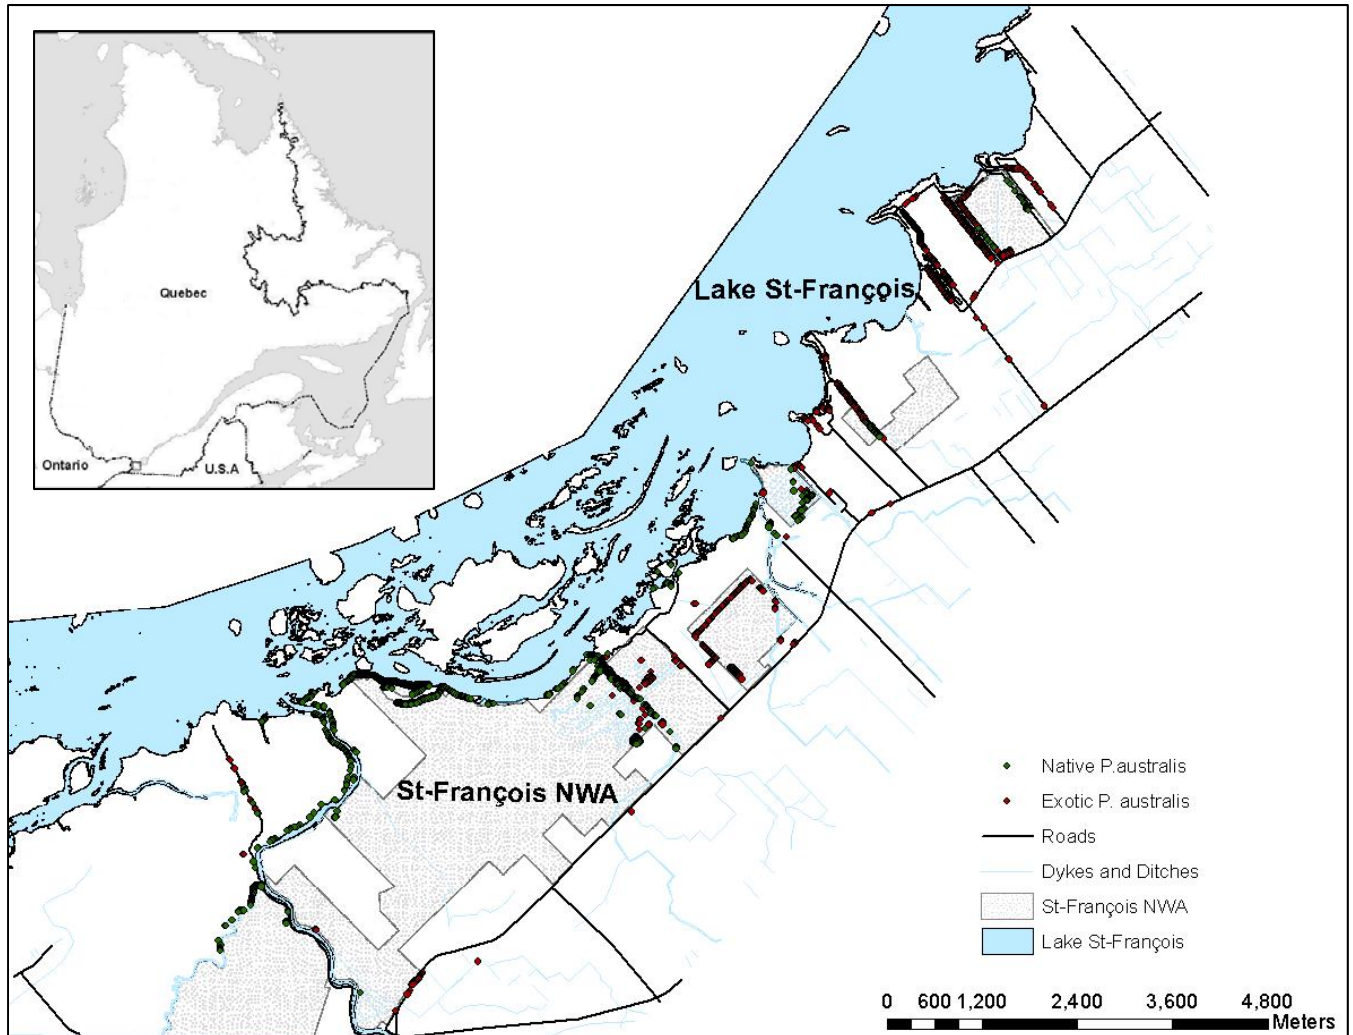 Quebec
Ontario
U.S.A
Lake St-François
St-François NWA
Native P.australis
Exotic P. australis
Roads
Dykes and Ditches
St-François NWA
Lake St-François
0 600 1,200 2,400 3,600 4,800
Meters